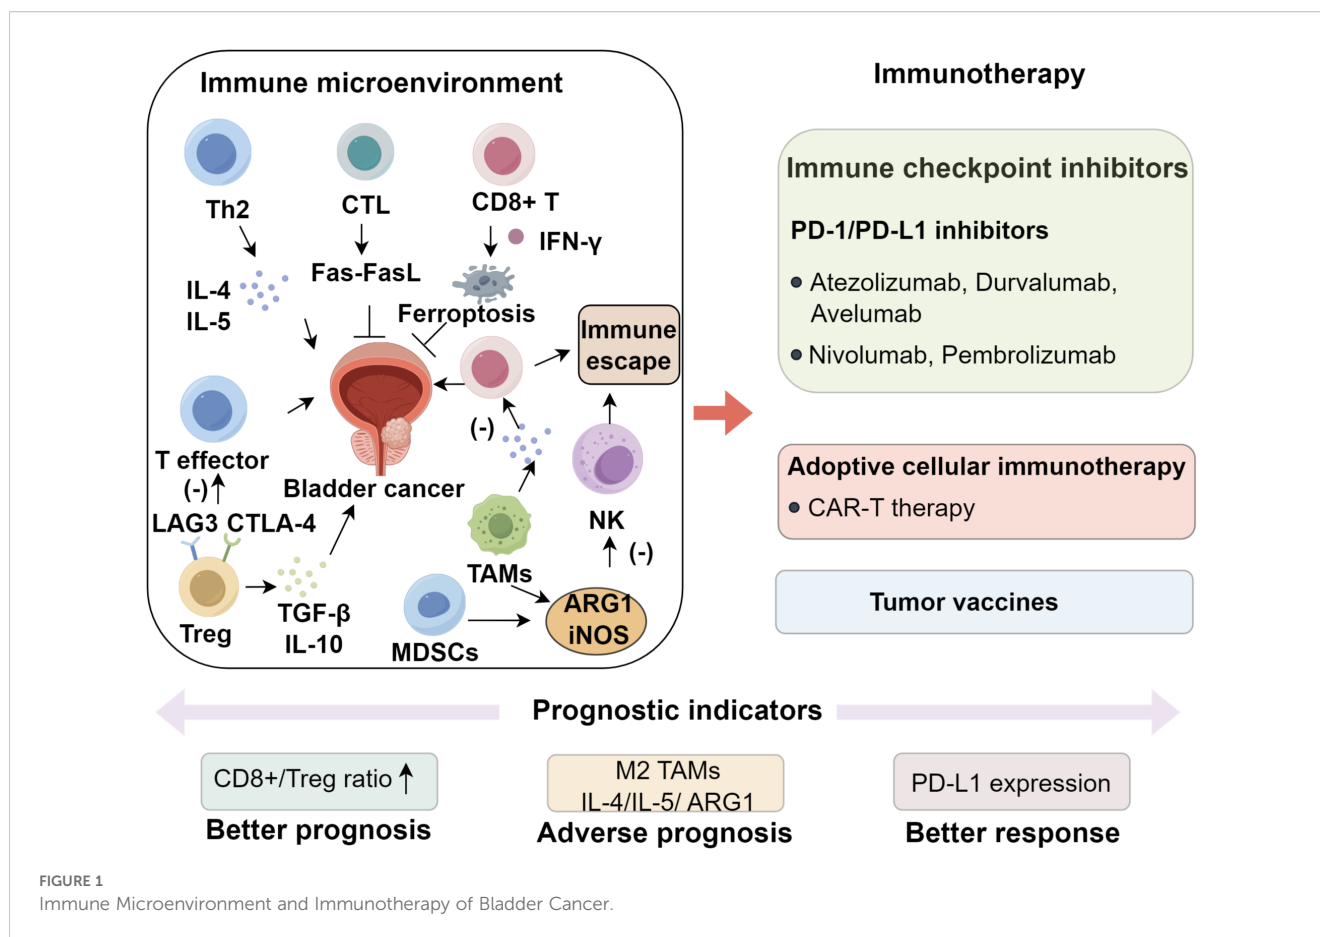 Immune microenvironment
Th2
CTL
CD8+ T
IFN-γ
IL-4
IL-5
Fas-FasL
Ferroptosis
Immune
escape
T effector
(-)
LAG3 CTLA-4
Treg
TGF-β
IL-10
Bladder cancer
(-)
TAMs
MDSCs
ARG1
iNOS
NK
(-)
Immunotherapy
Immune checkpoint inhibitors
PD-1/PD-L1 inhibitors
Atezolizumab, Durvalumab,
Avelumab
Nivolumab, Pembrolizumab
Adoptive cellular immunotherapy
CAR-T therapy
Tumor vaccines
Prognostic indicators
CD8+/Treg ratio
Better prognosis
M2 TAMs
IL-4/IL-5/ ARG1
Adverse prognosis
PD-L1 expression
Better response
FIGURE 1
Immune Microenvironment and Immunotherapy of Bladder Cancer.